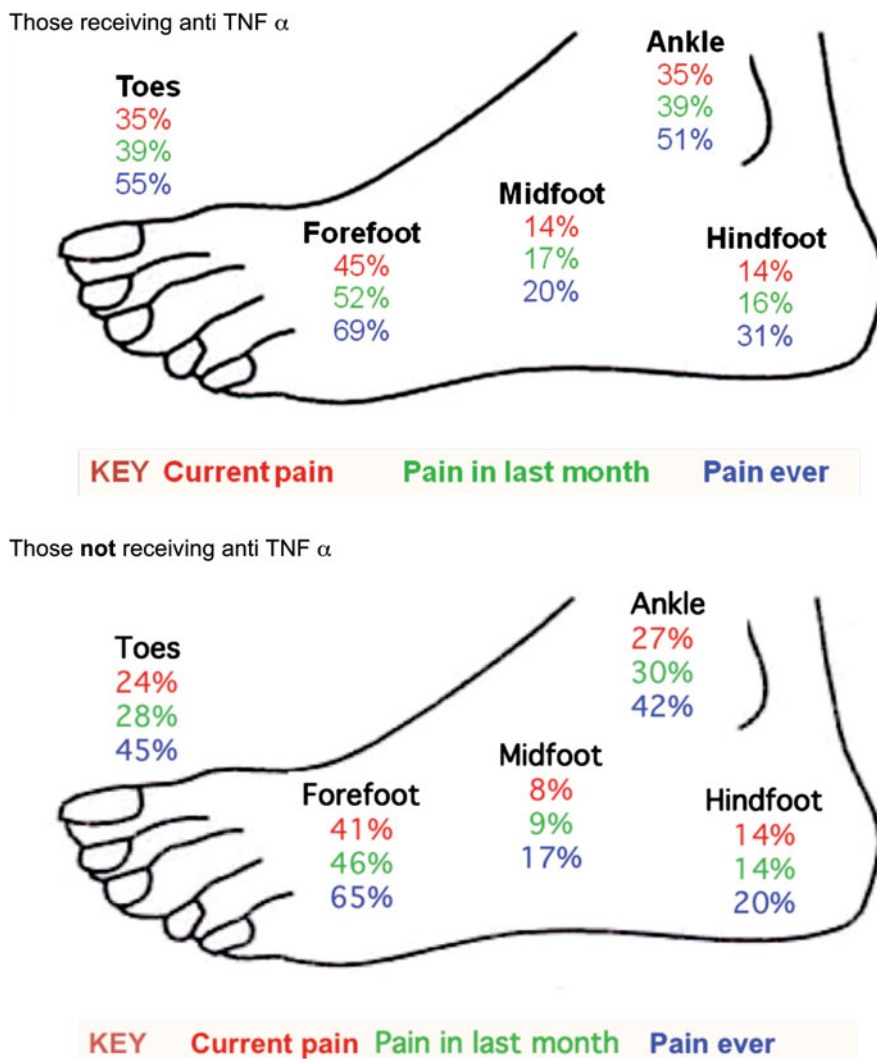 Those receiving anti TNF α
Toes
35%
39%
55%
Ankle
35%
39%
51%
Midfoot
14%
17%
20%
Forefoot
45%
52%
69%
Hindfoot
14%
16%
31%
KEY Current pain Pain in last month Pain ever
Those not receiving anti TNF α
Toes
24%
28%
45%
Ankle
27%
30%
42%
Midfoot
8%
9%
17%
Forefoot
41%
46%
65%
Hindfoot
14%
14%
20%
KEY Current pain Pain in last month Pain ever